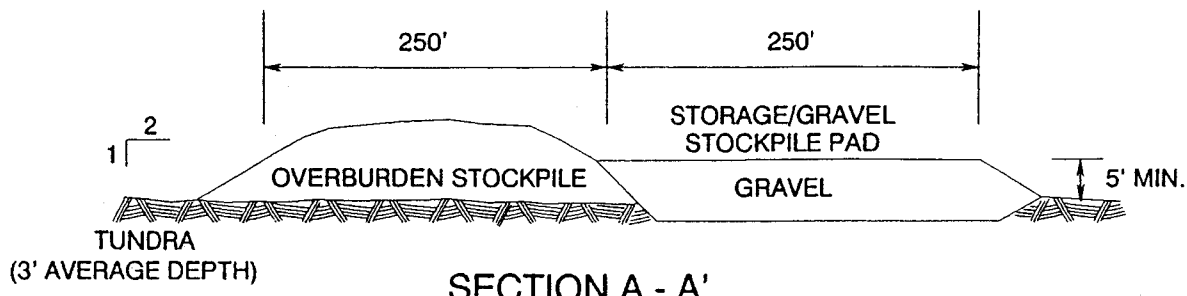 250'
250'
2
1
STORAGE/GRAVEL
STOCKPILE PAD
OVERBURDEN STOCKPILE
GRAVEL
5' MIN.
TUNDRA
(3' AVERAGE DEPTH)
SECTION A - A'